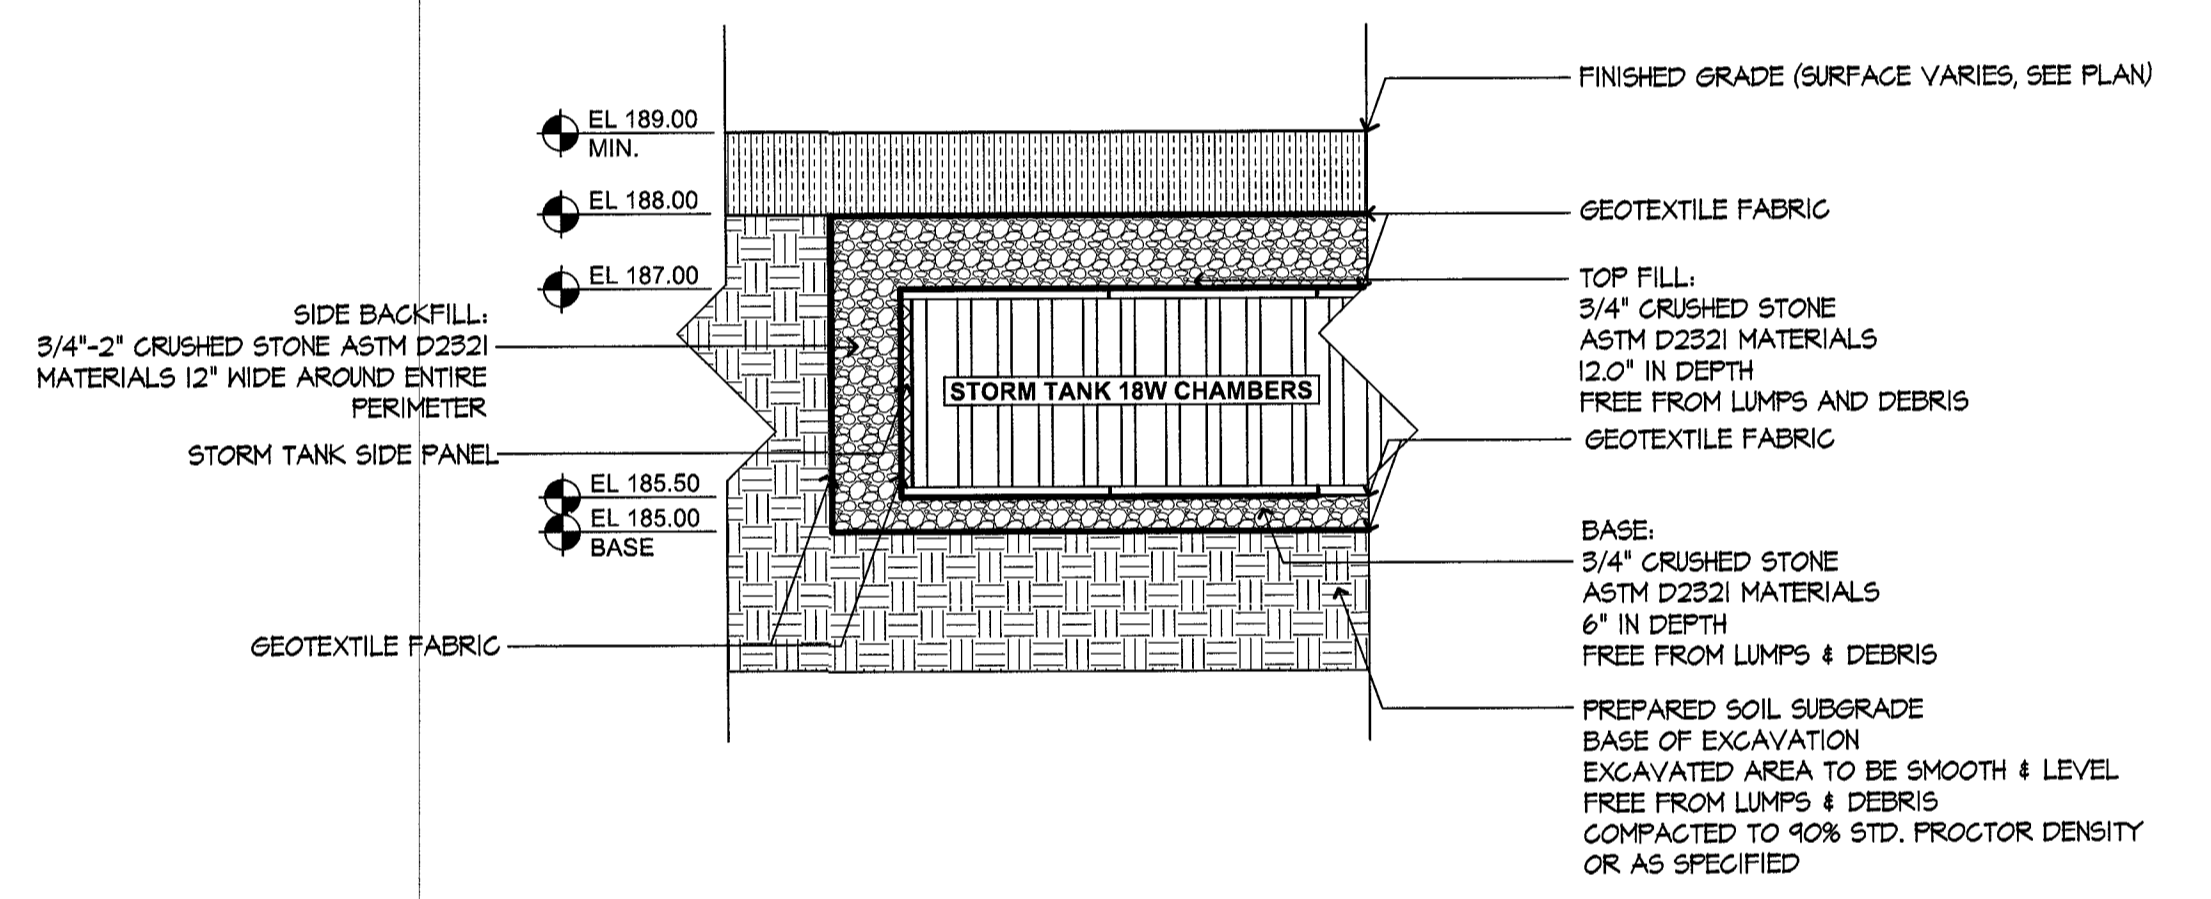 FINISHED GRADE (SURFACE VARIES, SEE PLAN)
EL 189.00
MIN.
EL 188.00
GEOTEXTILE FABRIC
EL 187.00
TOP FILL:
3/4" CRUSHED STONE
ASTM D2321 MATERIALS
12.0" IN DEPTH
FREE FROM LUMPS AND DEBRIS
SIDE BACKFILL:
3/4"-2" CRUSHED STONE ASTM D2321
MATERIALS 12" WIDE AROUND ENTIRE
PERIMETER
STORM TANK 18W CHAMBERS
GEOTEXTILE FABRIC
STORM TANK SIDE PANEL
EL 185.50
EL 185.00
BASE
BASE:
3/4" CRUSHED STONE
ASTM D2321 MATERIALS
6" IN DEPTH
FREE FROM LUMPS & DEBRIS
GEOTEXTILE FABRIC
PREPARED SOIL SUBGRADE
BASE OF EXCAVATION
EXCAVATED AREA TO BE SMOOTH & LEVEL
FREE FROM LUMPS & DEBRIS
COMPACTED TO 90% STD. PROCTOR DENSITY
OR AS SPECIFIED